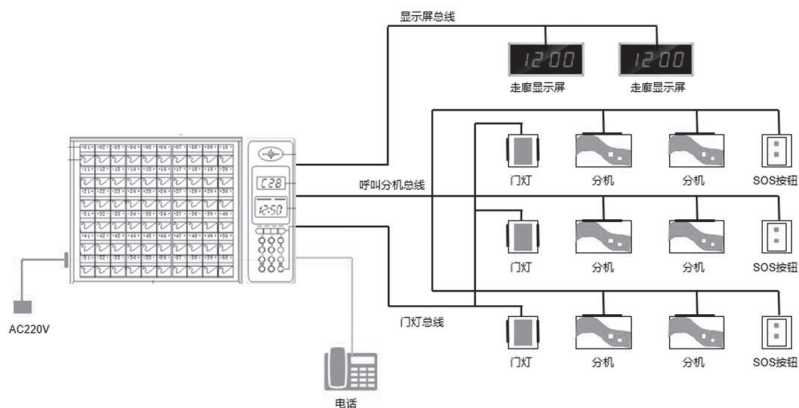 显示屏总线
12:00
12:00
走廊显示屏
走廊显示屏
门灯
分机
分机
SOS按钮
C28
呼叫分机总线
12:50
门灯
分机
分机
SOS按钮
AC220V
门灯总线
门灯
分机
分机
SOS按钮
电话